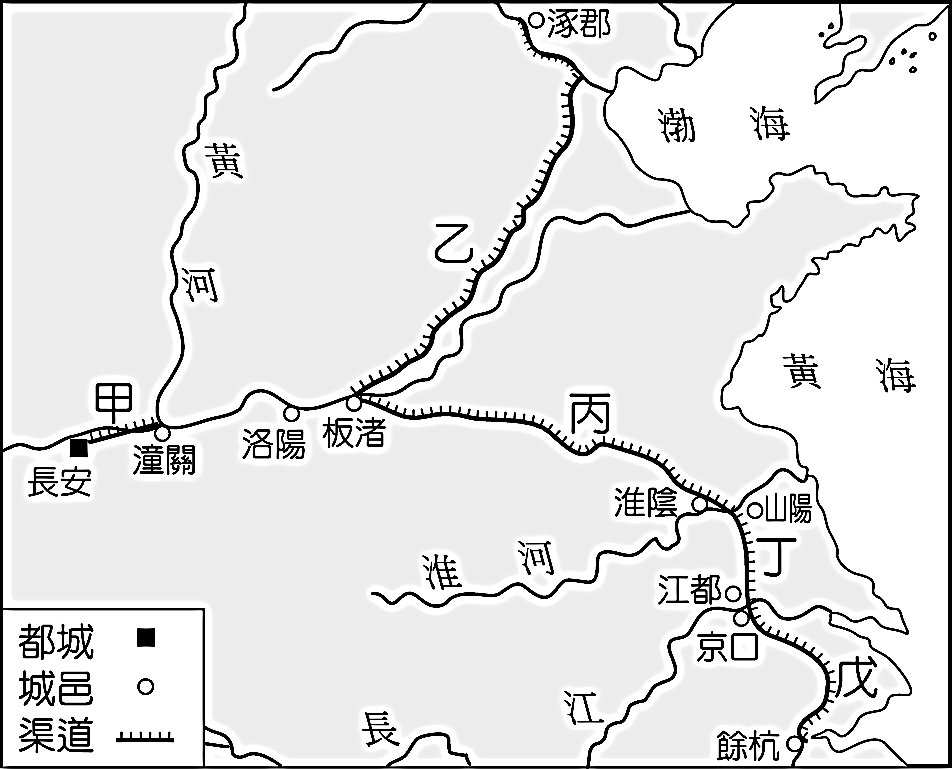 涿郡
渤海
黃河
乙
黃海
甲
丙
洛陽
板渚
潼關
長安
淮陰
山陽
丁
淮河
江都
京口
戊
長江
餘杭
都城
城邑
渠道